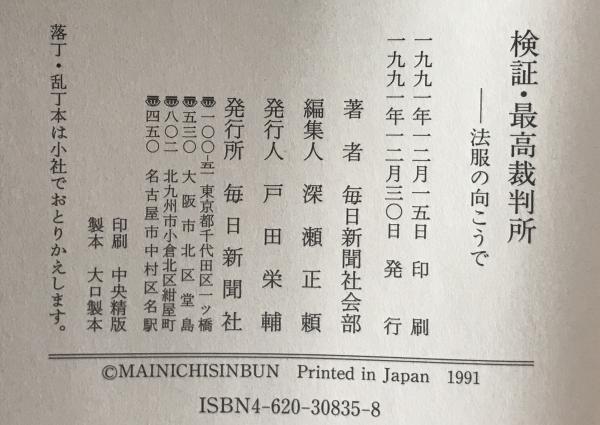 検証・最高裁判所
──法服の向こうで
一九九一年一二月一五日 印刷
一九九一年一二月三〇日 発行
著者 毎日新聞社会部
編集人 深瀬正頼
発行人 戸田栄輔
発行所 毎日新聞社
〒一〇〇-五一 東京都千代田区一ッ橋
〒五三〇 大阪市北区堂島
〒八〇二 北九州市小倉北区紺屋町
〒四五〇 名古屋市中村区名駅
印刷 中央精版
製本 大口製本
落丁・乱丁本は小社でおとりかえします。
©MAINICHISINBUN Printed in Japan 1991
ISBN4-620-30835-8